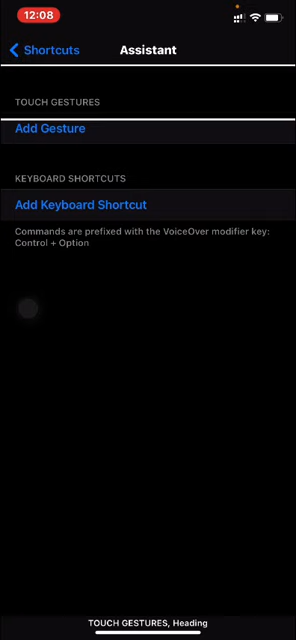 12:08
Shortcuts
Assistant
TOUCH GESTURES
Add Gesture
KEYBOARD SHORTCUTS
Add Keyboard Shortcut
Commands are prefixed with the VoiceOver modifier key:
Control + Option
TOUCH GESTURES, Heading